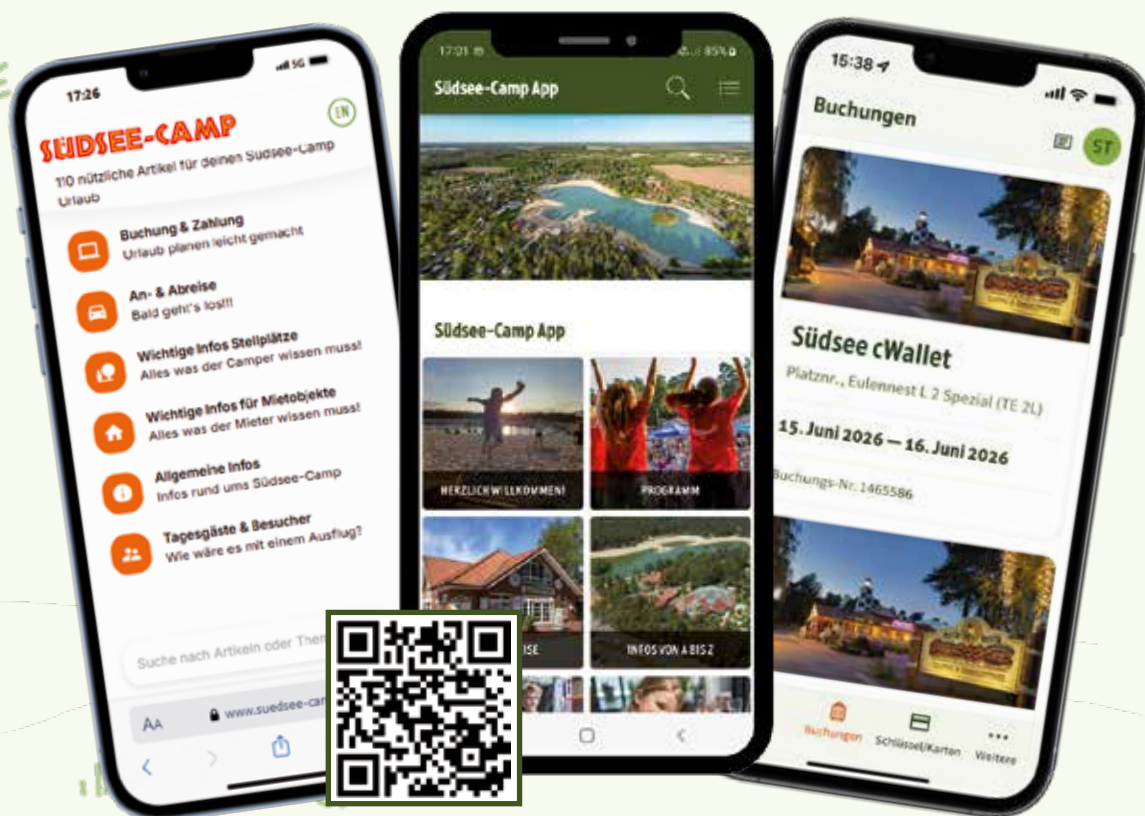 17:26
5G
SÜDSEE-CAMP
EN
110 nützliche Artikel für deinen Südsee-Camp
Urlaub
Buchung & Zahlung
Urlaub planen leicht gemacht
An- & Abreise
Bald geht's los!!!
Wichtige Infos Stellplätze
Alles was der Camper wissen muss!
Wichtige Infos für Mietobjekte
Alles was der Mieter wissen muss!
Allgemeine Infos
Infos rund ums Südsee-Camp
Tagesgäste & Besucher
Wie wäre es mit einem Ausflug?
Suche nach Artikeln oder Them
AA
www.suedsee-ca
17:01
85%
Südsee-Camp App
Südsee-Camp App
HERZLICH WILLKOMMEN!
PROGRAMM
ISE
INFOS VON A BIS Z
15:38
Buchungen
ST
Südsee cWallet
Platznr., Eulennest L 2 Spezial (TE 2L)
15. Juni 2026 — 16. Juni 2026
Buchungs-Nr. 1465586
Buchungen
Schlüssel/Karten
Weitere